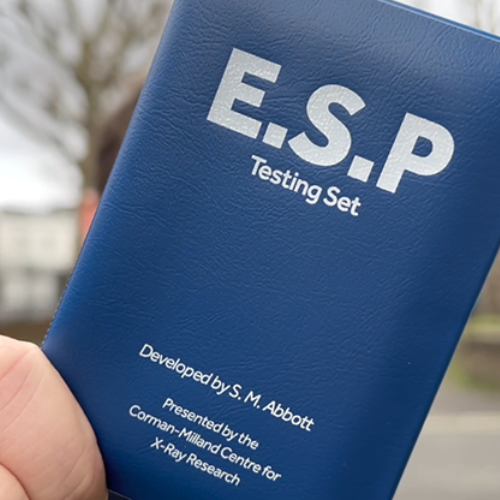 E.S.P
Testing Set
Developed by S. M. Abbott
Presented by the
Corman-Milland Centre for
X-Ray Research